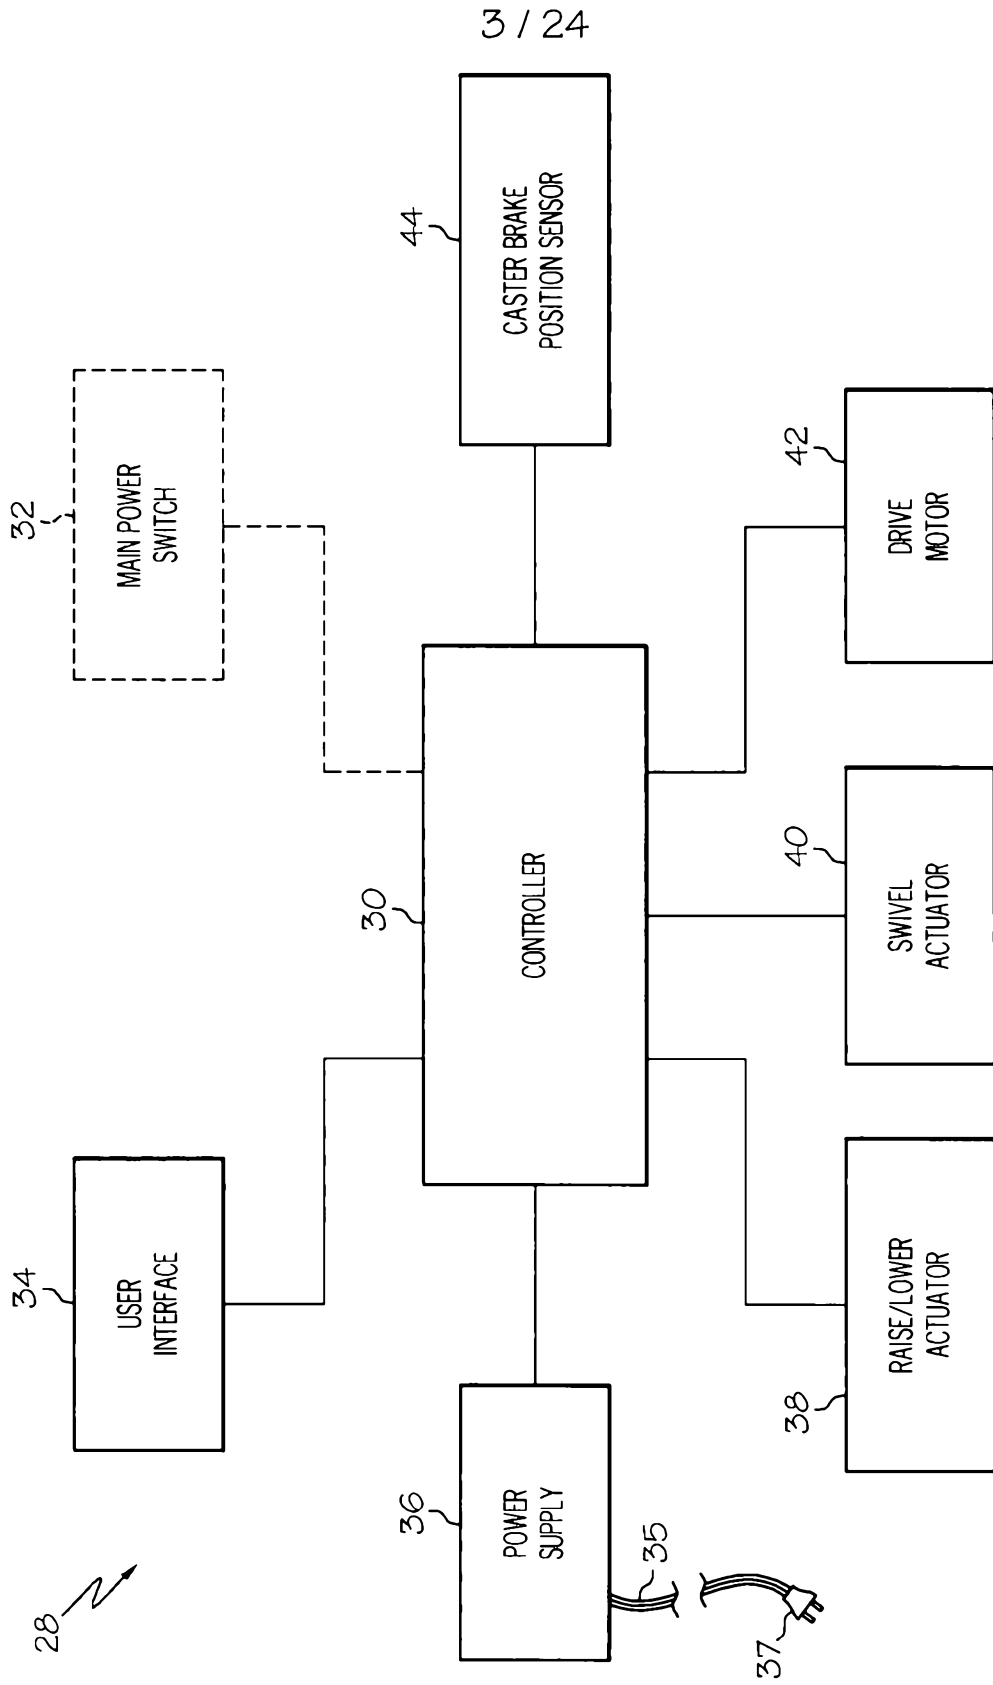 3 / 24
28
34
USER
INTERFACE
32
MAIN POWER
SWITCH
36
POWER
SUPPLY
35
37
30
CONTROLLER
44
CASTER BRAKE
POSITION SENSOR
38
RAISE/LOWER
ACTUATOR
40
SWIVEL
ACTUATOR
42
DRIVE
MOTOR